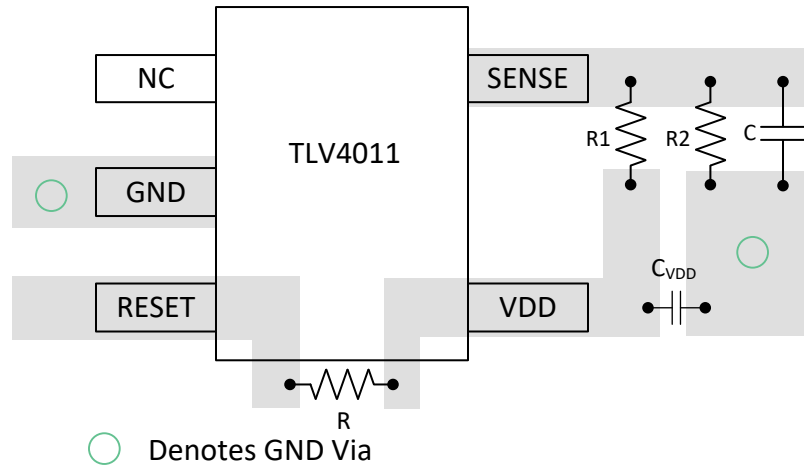 NC
SENSE
TLV4011
R1
R2
C
GND
CVDD
RESET
VDD
R
Denotes GND Via